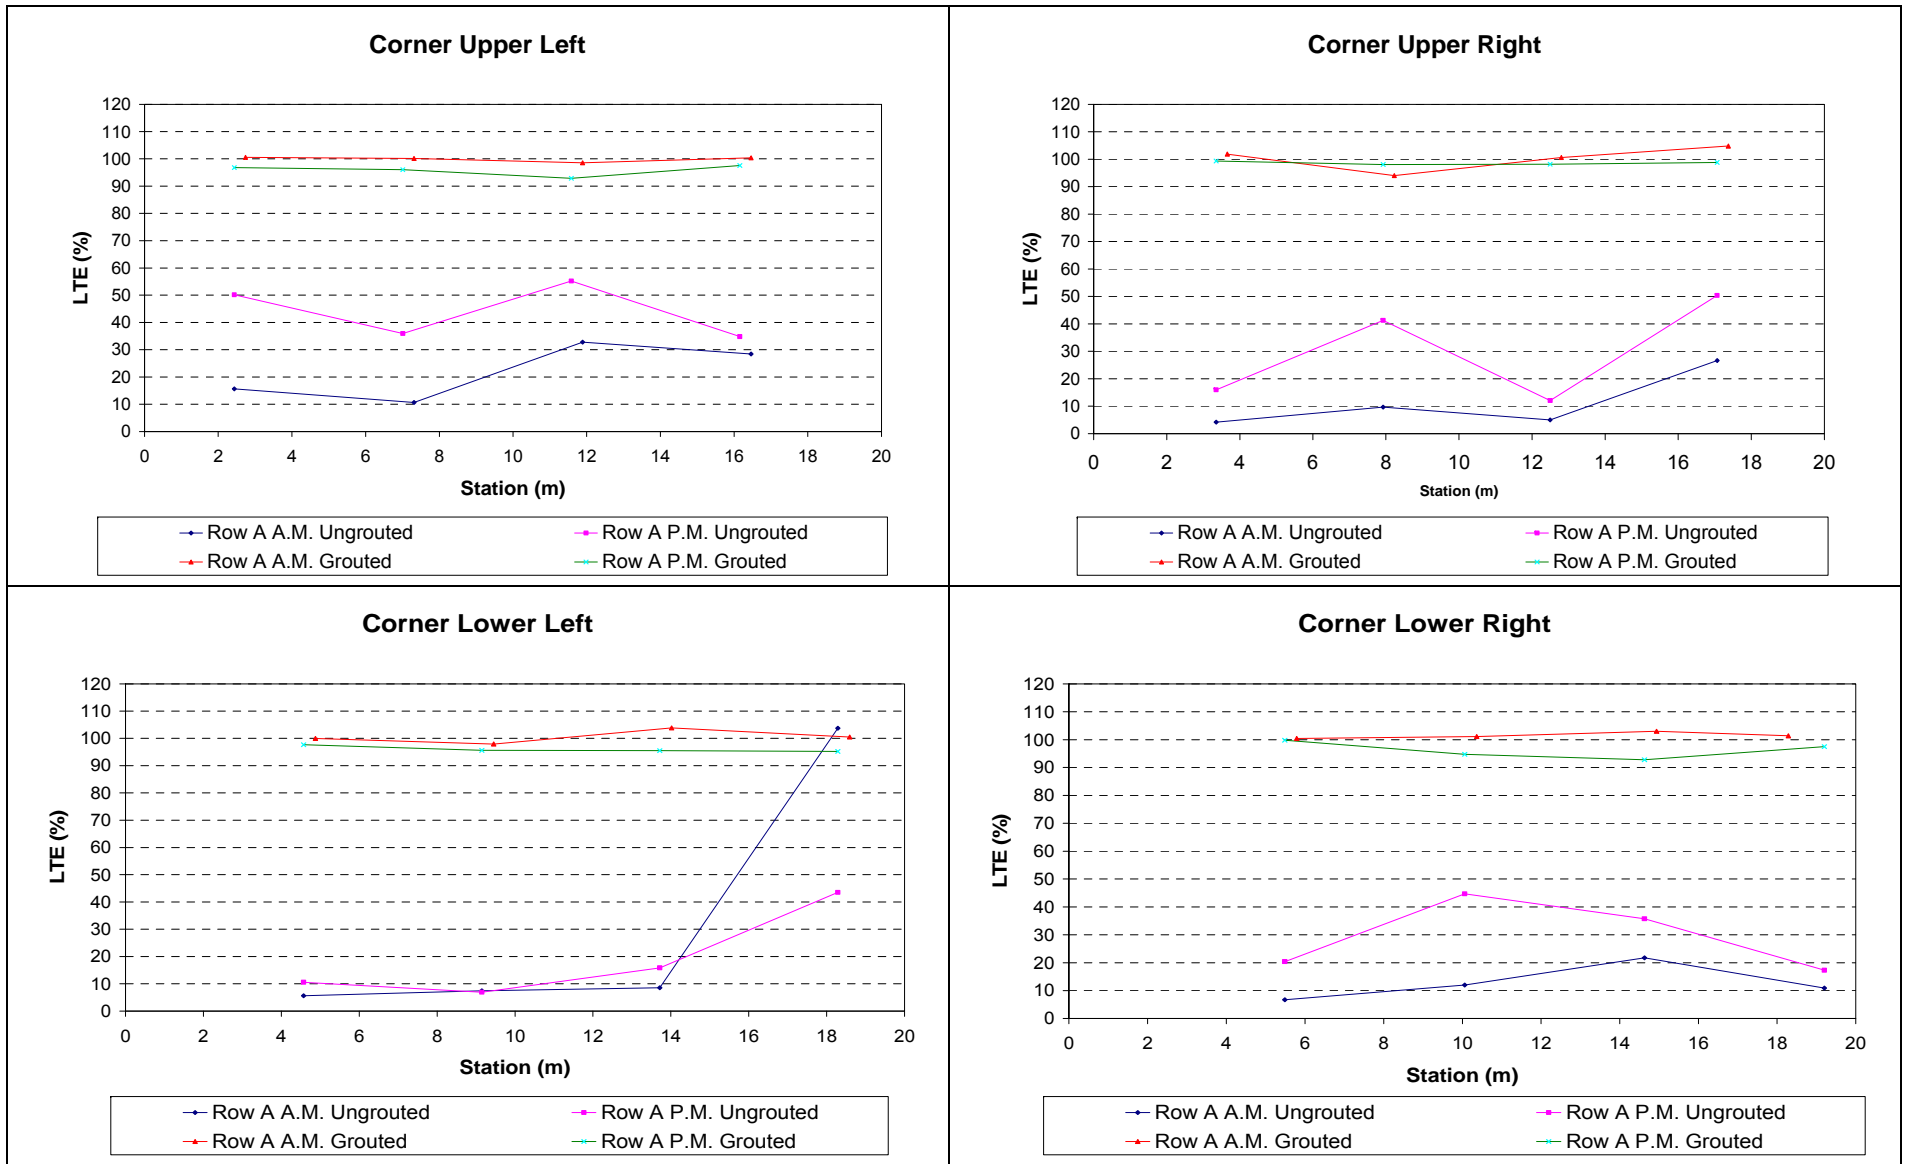 Corner Upper Left
120
110
100
90
80
70
60
50
40
30
20
10
0
LTE (%)
0 2 4 6 8 10 12 14 16 18 20
Station (m)
Row A A.M. Ungrouted Row A P.M. Ungrouted
Row A A.M. Grouted Row A P.M. Grouted
Corner Upper Right
120
110
100
90
80
70
60
50
40
30
20
10
0
LTE (%)
0 2 4 6 8 10 12 14 16 18 20
Station (m)
Row A A.M. Ungrouted Row A P.M. Ungrouted
Row A A.M. Grouted Row A P.M. Grouted
Corner Lower Left
120
110
100
90
80
70
60
50
40
30
20
10
0
LTE (%)
0 2 4 6 8 10 12 14 16 18 20
Station (m)
Row A A.M. Ungrouted Row A P.M. Ungrouted
Row A A.M. Grouted Row A P.M. Grouted
Corner Lower Right
120
110
100
90
80
70
60
50
40
30
20
10
0
LTE (%)
0 2 4 6 8 10 12 14 16 18 20
Station (m)
Row A A.M. Ungrouted Row A P.M. Ungrouted
Row A A.M. Grouted Row A P.M. Grouted